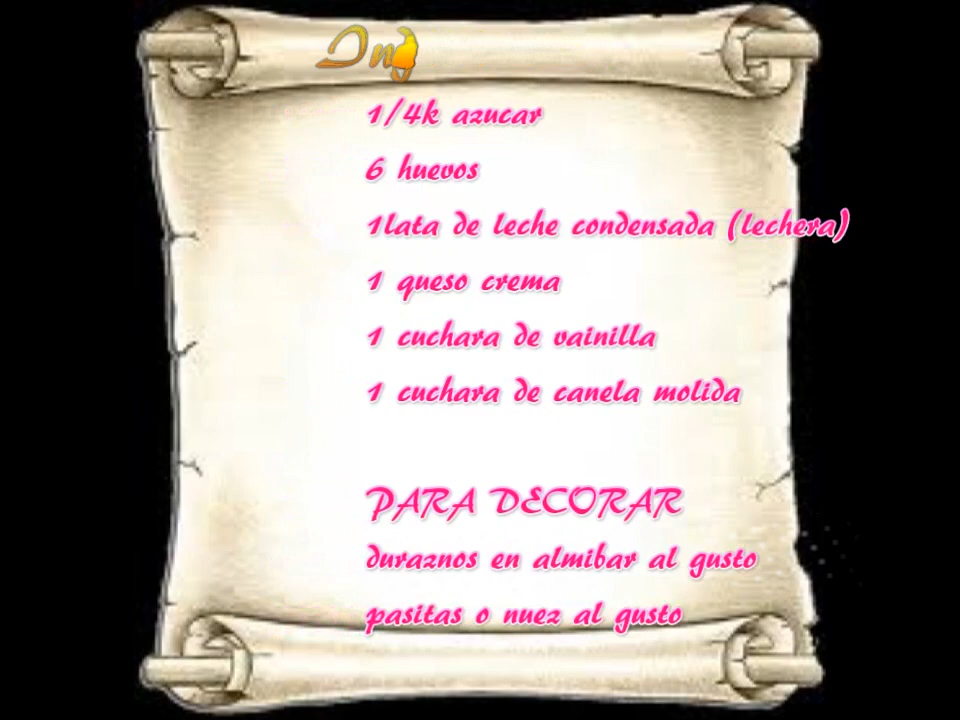 Ing
1/4k azucar
6 huevos
1lata de leche condensada (lechera)
1 queso crema
1 cuchara de vainilla
1 cuchara de canela molida
PARA DECORAR
duraznos en almibar al gusto
pasitas o nuez al gusto